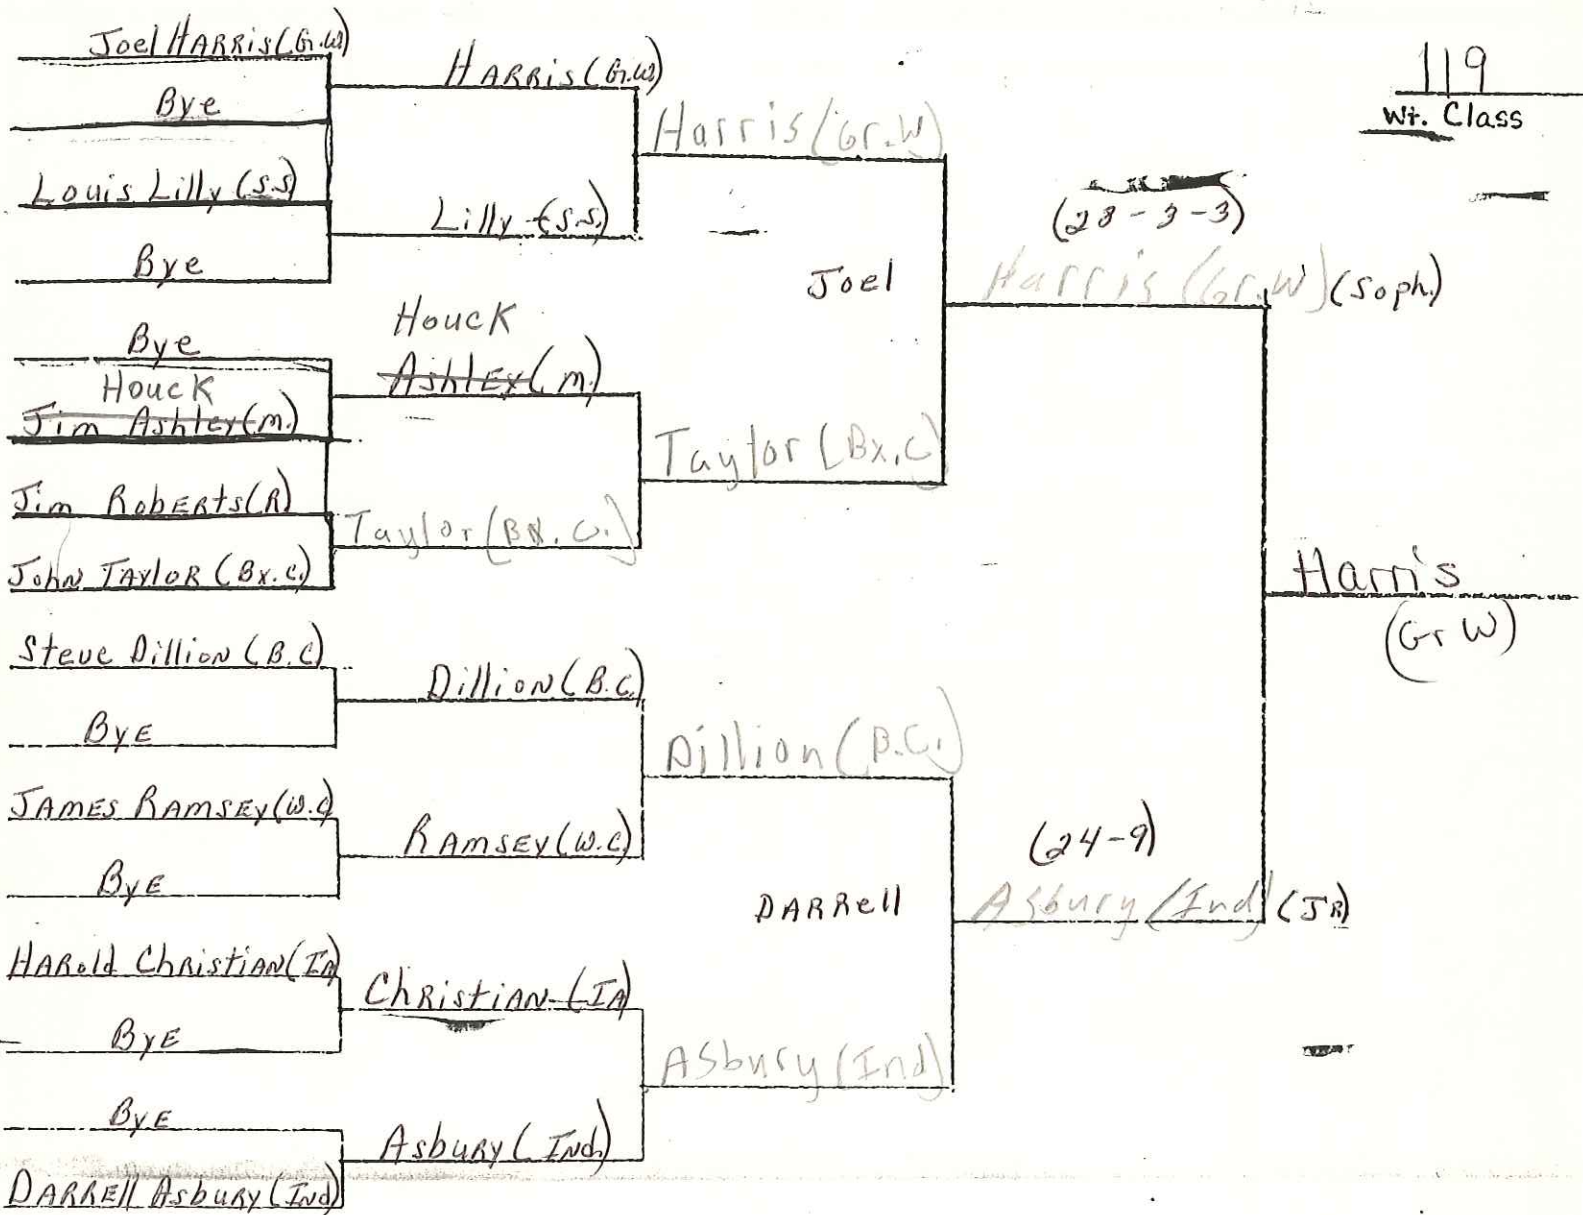 119
Wt. Class
Joel HARRIS (Gr.W)
Bye
Louis Lilly (S.S)
Bye
Bye
Houck
Jim Ashley (M.)
Jim Roberts (R)
John Taylor (Bx.C.)
Steve Dillion (B.C)
Bye
James Ramsey (W.C)
Bye
Harold Christian (IA)
Bye
Bye
Darrell Asbury (Ind)
HARRIS (Gr.W)
Lilly (S.S.)
Houck
Ashley (M.)
Taylor (Bx.C.)
Dillion (B.C.)
Ramsey (W.C.)
Christian (IA)
Asbury (Ind.)
Harris (Gr.W)
Taylor (Bx.C)
Dillion (B.C.)
Asbury (Ind)
Joel
(28-3-3)
Harris (Gr.W) (Soph.)
Darrell
(24-9)
Asbury (Ind) (JR)
Harris
(Gr W)